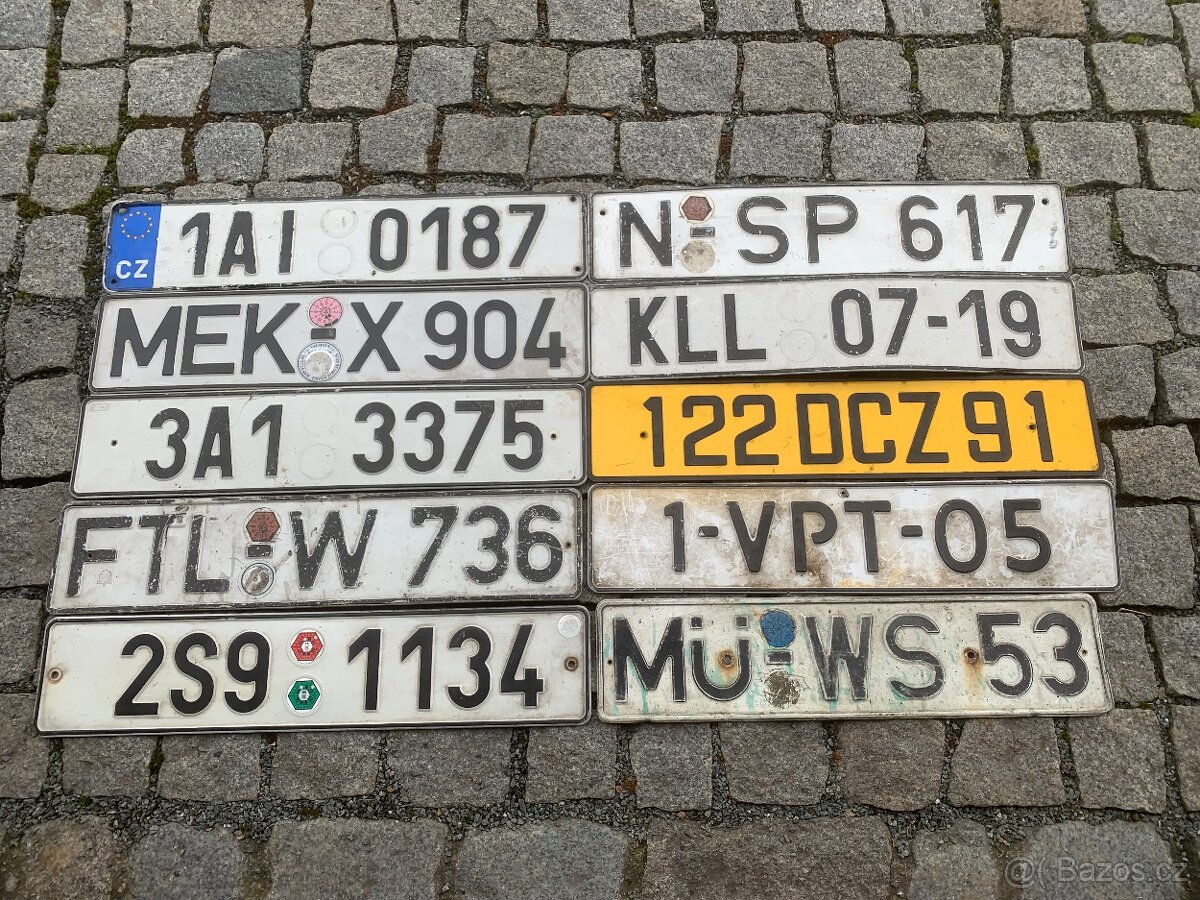 CZ 1AI 0187
N-SP 617
MEK-X 904
KLL 07-19
3A1 3375
122 DCZ 91
FTL-W 736
1-VPT-05
2S9 1134
MÜ-WS 53
@ Bazos.cz